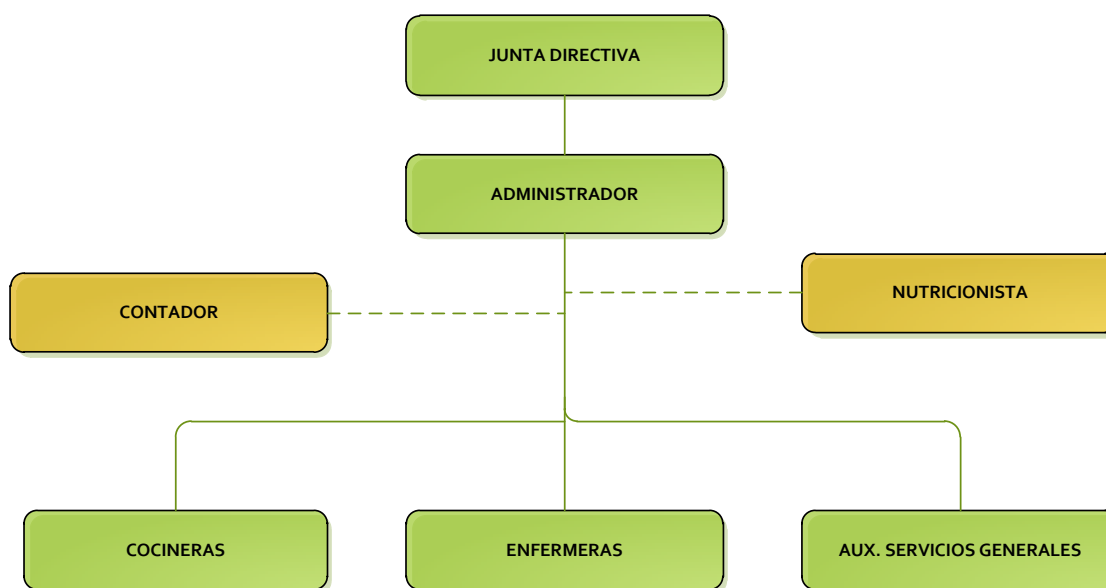 JUNTA DIRECTIVA
ADMINISTRADOR
CONTADOR
NUTRICIONISTA
COCINERAS
ENFERMERAS
AUX. SERVICIOS GENERALES